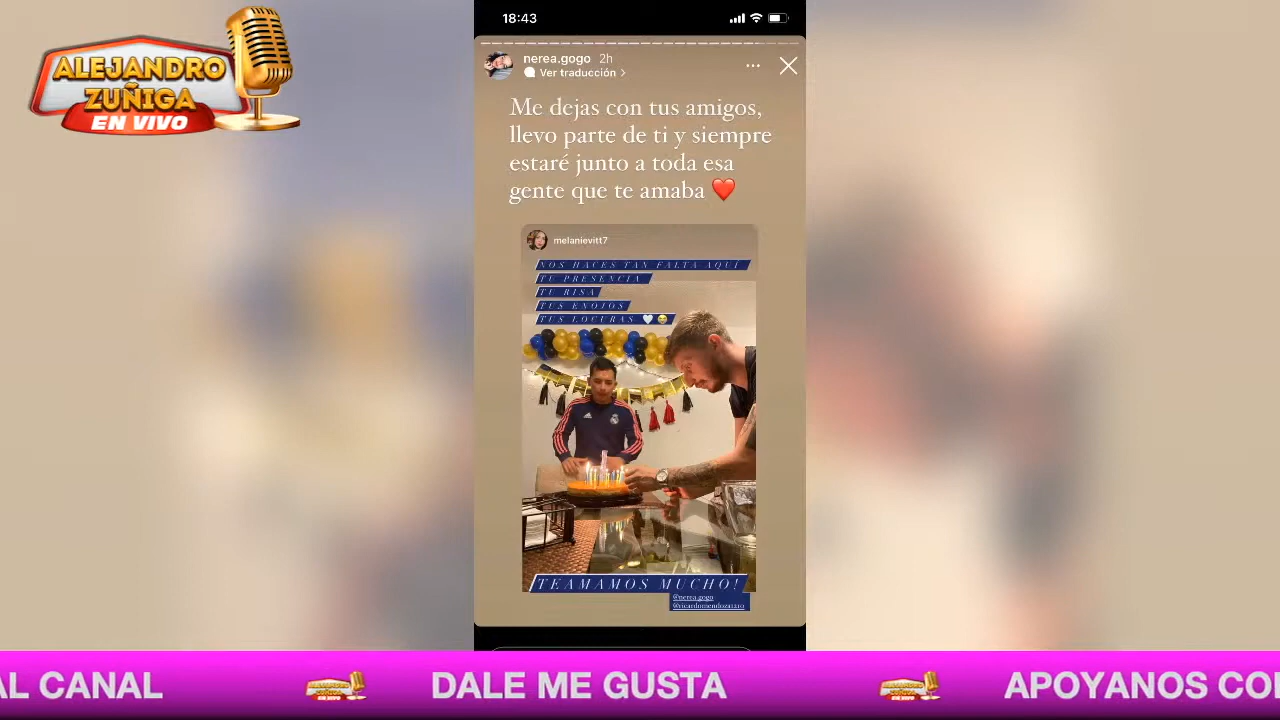 ALEJANDRO
ZUÑIGA
EN VIVO
18:43
nerea.gogo 2h
Ver traducción
Me dejas con tus amigos,
llevo parte de ti y siempre
estaré junto a toda esa
gente que te amaba ❤️
melanievitt7
NOS HACES TAN FALTA AQUÍ
TU PRESENCIA
TU RISA
TUS ENOJOS
TUS LOCURAS 🤍 😭
TEAMAMOS MUCHO!
@nerea.gogo
@ricardomendoza1210
AL CANAL
DALE ME GUSTA
APOYANOS CO